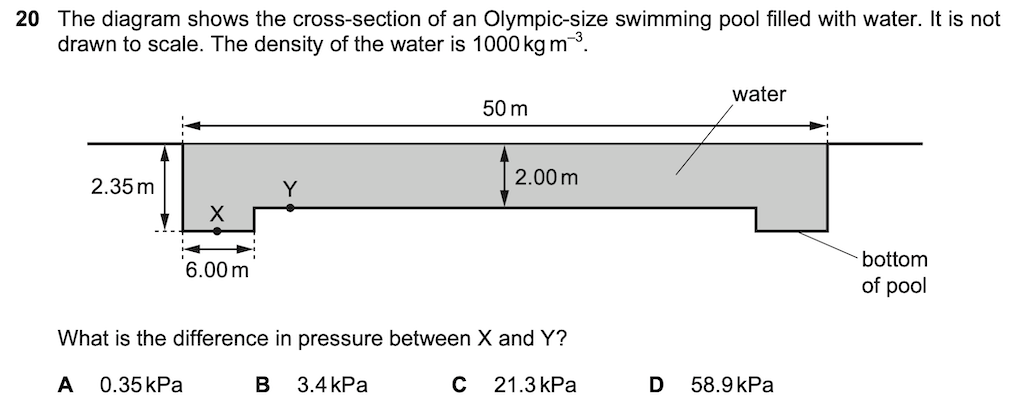 20 The diagram shows the cross-section of an Olympic-size swimming pool filled with water. It is not
drawn to scale. The density of the water is 1000 kg m⁻³.
water
50 m
2.35 m
2.00 m
Y
X
6.00 m
bottom
of pool
What is the difference in pressure between X and Y?
A 0.35 kPa B 3.4 kPa C 21.3 kPa D 58.9 kPa